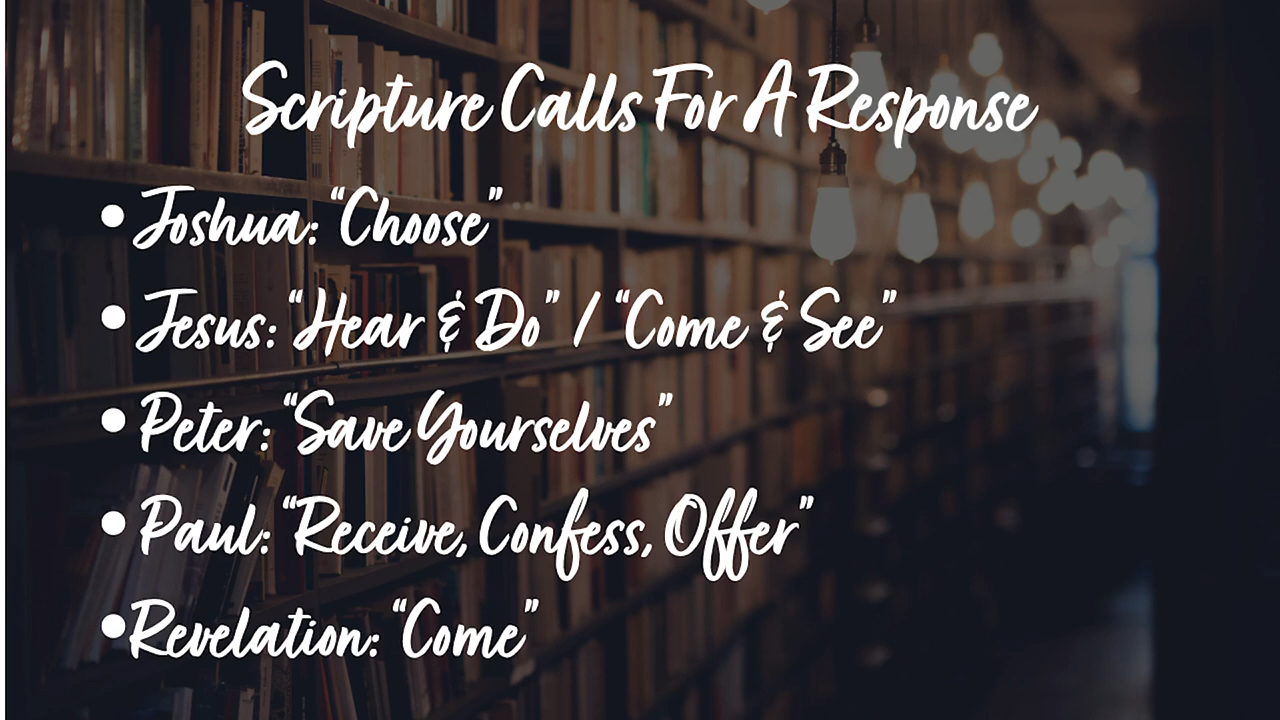 Scripture Calls For A Response
• Joshua: “Choose”
• Jesus: “Hear & Do” / “Come & See”
• Peter: “Save Yourselves”
• Paul: “Receive, Confess, Offer”
• Revelation: “Come”